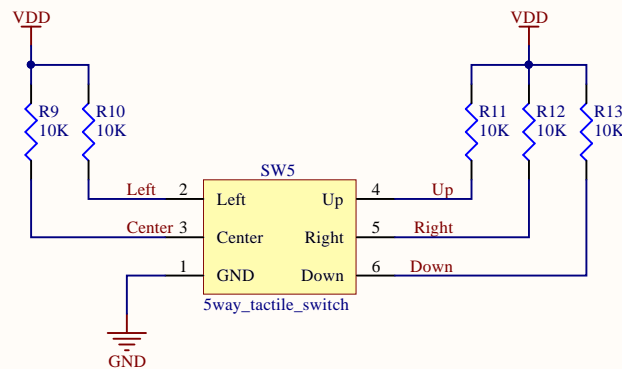 VDD
VDD
R9
10K
R10
10K
R11
10K
R12
10K
R13
10K
SW5
Left
2
Left
Up
4
Up
Center
3
Center
Right
5
Right
1
GND
Down
6
Down
5way_tactile_switch
GND